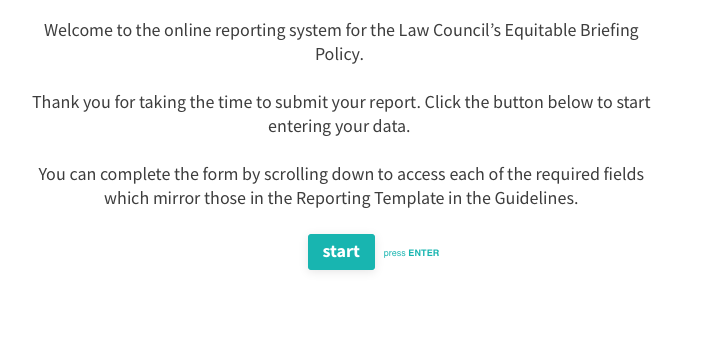 Welcome to the online reporting system for the Law Council’s Equitable Briefing
Policy.
Thank you for taking the time to submit your report. Click the button below to start
entering your data.
You can complete the form by scrolling down to access each of the required fields
which mirror those in the Reporting Template in the Guidelines.
start press ENTER